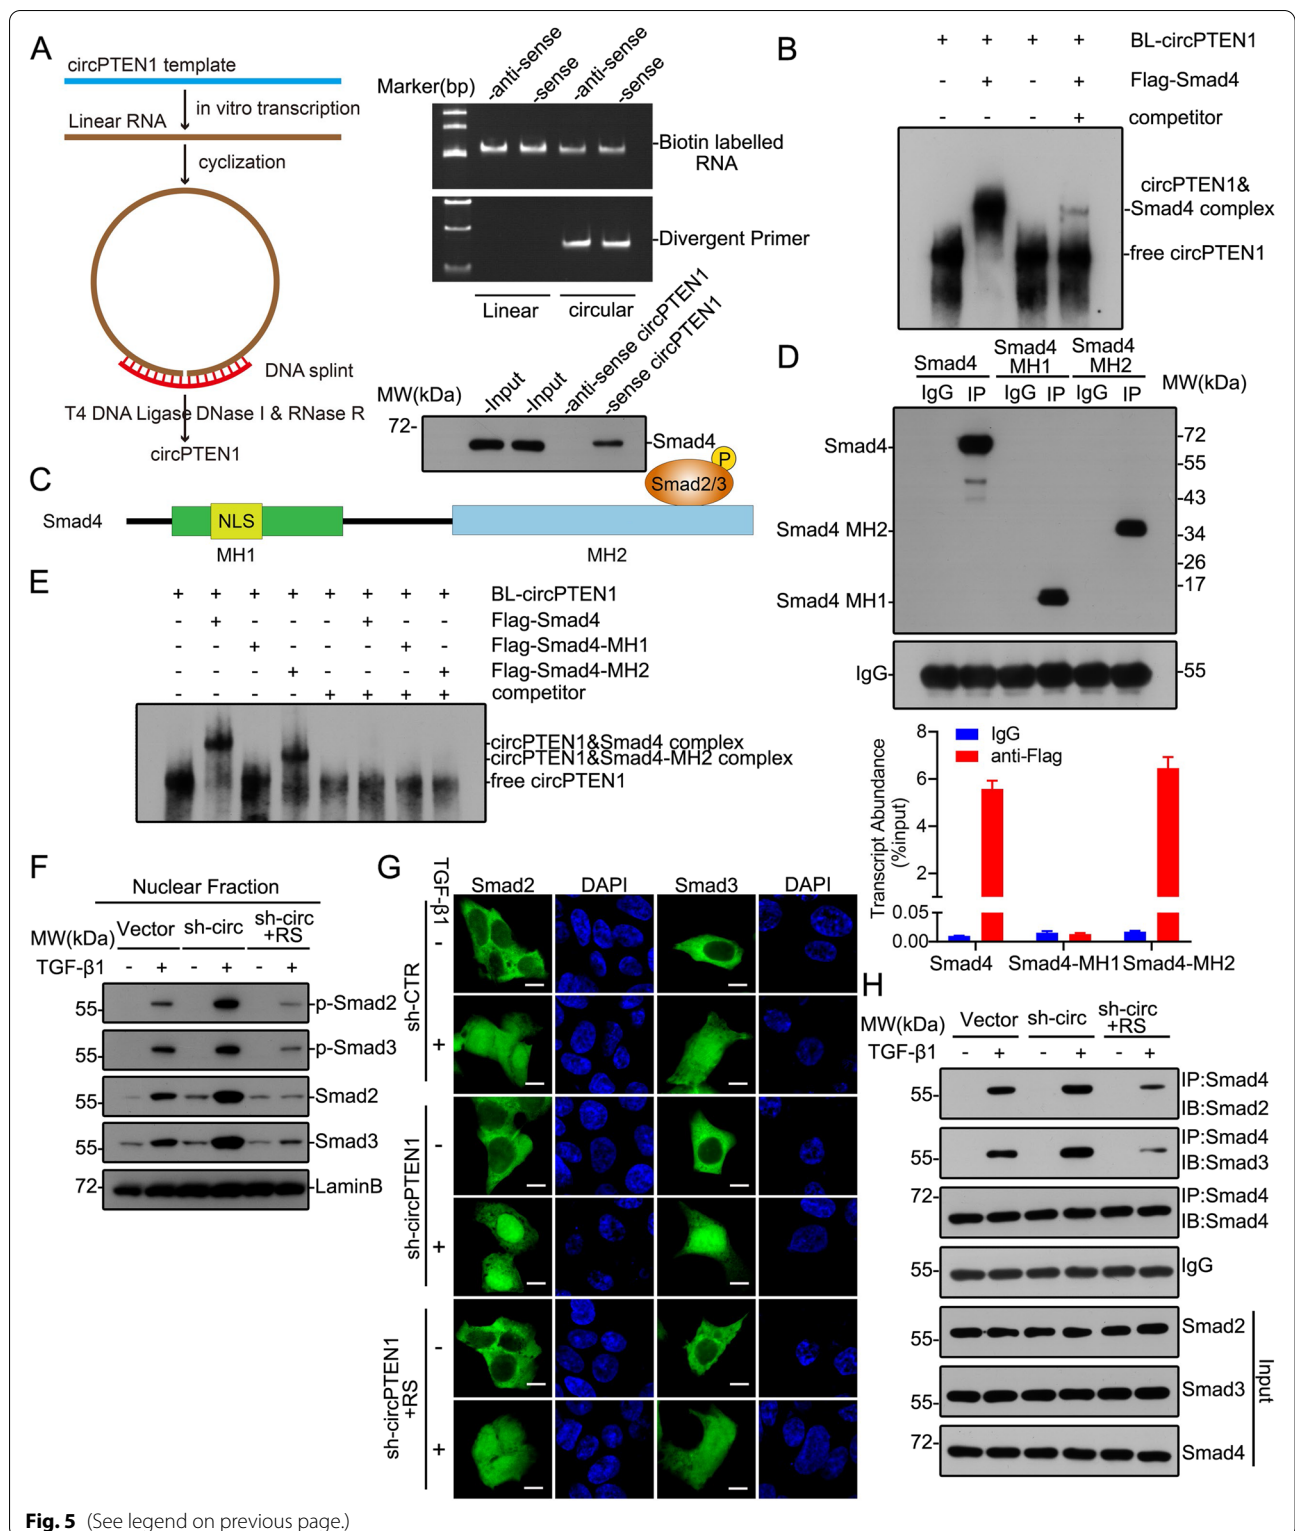 A
circPTEN1 template
in vitro transcription
Linear RNA
cyclization
DNA splint
T4 DNA Ligase DNase I & RNase R
circPTEN1
Marker(bp)
-anti-sense
-sense
-anti-sense
-sense
-Biotin labelled
RNA
-Divergent Primer
Linear
circular
MW(kDa)
-Input
-Input
-anti-sense circPTEN1
-sense circPTEN1
72-
-Smad4
B
+ + + + BL-circPTEN1
- + - + Flag-Smad4
- - - + competitor
circPTEN1&
-Smad4 complex
-free circPTEN1
C
Smad4
NLS
MH1
MH2
Smad2/3
P
D
Smad4
Smad4
MH1
Smad4
MH2
MW(kDa)
IgG IP IgG IP IgG IP
Smad4-
Smad4 MH2-
Smad4 MH1-
-72
-55
-43
-34
-26
-17
IgG-
-55
IgG
anti-Flag
Transcript Abundance
(%input)
8
6
4
2
0.05
0.00
Smad4
Smad4-MH1
Smad4-MH2
E
+ + + + + + + + BL-circPTEN1
- + - - - + - - Flag-Smad4
- - + - - - + - Flag-Smad4-MH1
- - - + - - - + Flag-Smad4-MH2
- - - - + + + + competitor
-circPTEN1&Smad4 complex
-circPTEN1&Smad4-MH2 complex
-free circPTEN1
F
Nuclear Fraction
Vector
sh-circ
sh-circ
+RS
MW(kDa)
TGF-β1 - + - + - +
55-
-p-Smad2
55-
-p-Smad3
55-
-Smad2
55-
-Smad3
72-
-LaminB
G
TGF-β1
Smad2
DAPI
Smad3
DAPI
sh-CTR
-
+
sh-circPTEN1
-
+
sh-circPTEN1
+RS
-
+
H
MW(kDa)
Vector
sh-circ
sh-circ
+RS
TGF-β1 - + - + - +
55-
IP:Smad4
IB:Smad2
55-
IP:Smad4
IB:Smad3
72-
IP:Smad4
IB:Smad4
55-
IgG
55-
Smad2
55-
Smad3
72-
Smad4
Input
Fig. 5 (See legend on previous page.)